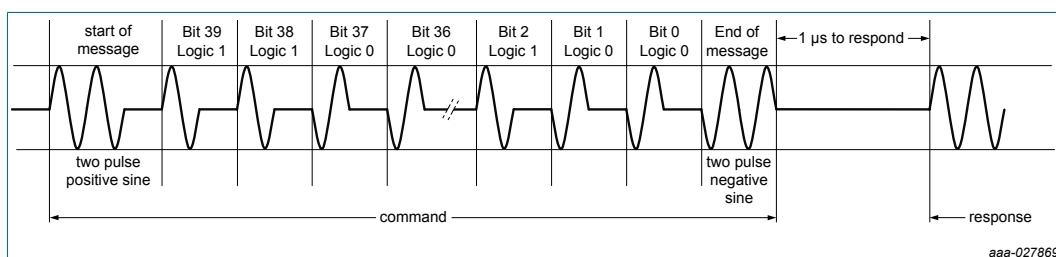 start of
message
Bit 39
Logic 1
Bit 38
Logic 1
Bit 37
Logic 0
Bit 36
Logic 0
Bit 2
Logic 1
Bit 1
Logic 0
Bit 0
Logic 0
End of
message
1 μs to respond
two pulse
positive sine
two pulse
negative
sine
command
response
aaa-027869